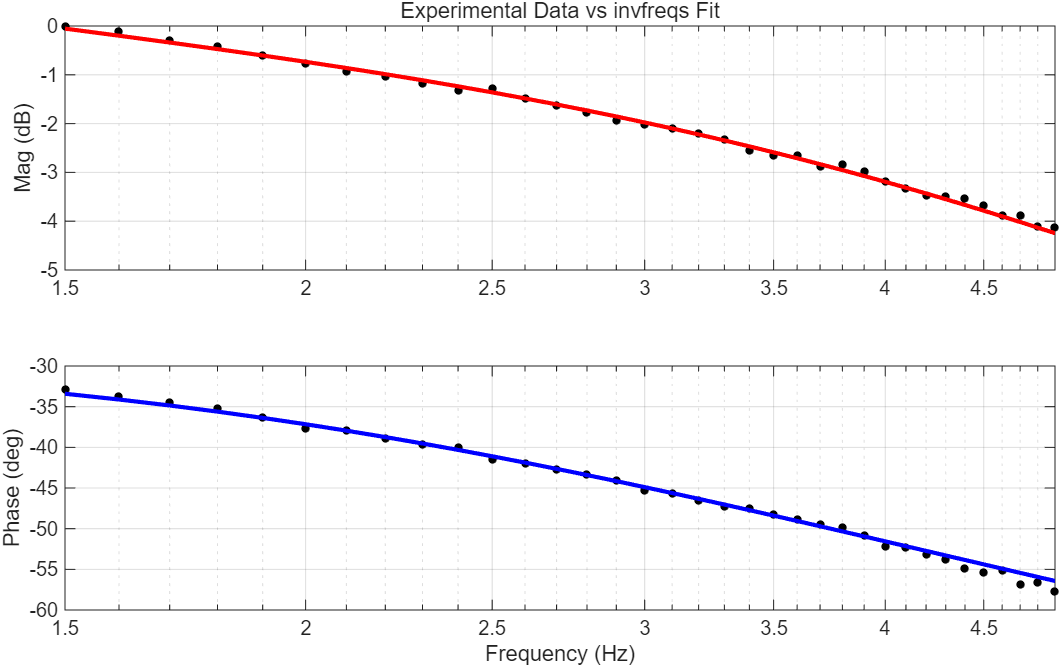 Experimental Data vs invfreqs Fit
0
-1
-2
-3
-4
-5
Mag (dB)
1.5 2 2.5 3 3.5 4 4.5
-30
-35
-40
-45
-50
-55
-60
Phase (deg)
1.5 2 2.5 3 3.5 4 4.5
Frequency (Hz)